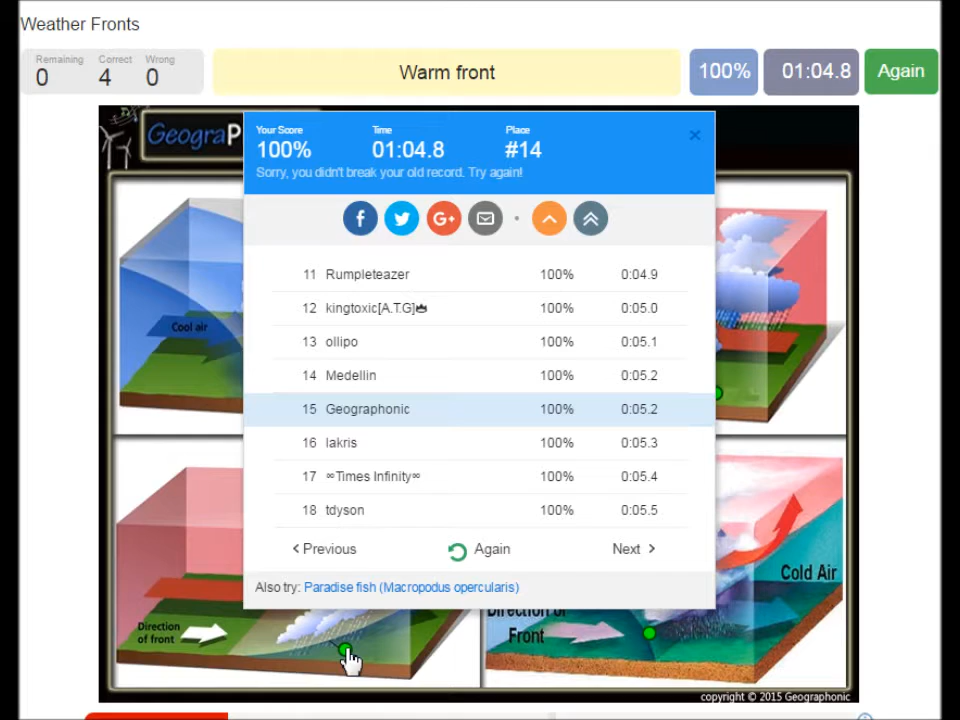 Weather Fronts
Remaining Correct Wrong
0 4 0
Warm front
100%
01:04.8
Again
GeograP
Your Score Time Place
100% 01:04.8 #14
Sorry, you didn't break your old record. Try again!
×
f G+
11 Rumpleteazer 100% 0:04.9
12 kingtoxic[A.T.G] 100% 0:05.0
13 ollipo 100% 0:05.1
14 Medellin 100% 0:05.2
15 Geographonic 100% 0:05.2
16 lakris 100% 0:05.3
17 ∞Times Infinity∞ 100% 0:05.4
18 tdyson 100% 0:05.5
Previous Again Next
Also try: Paradise fish (Macropodus opercularis)
Cool air
Direction
of front
Cold Air
Direction of
Front
copyright © 2015 Geographonic